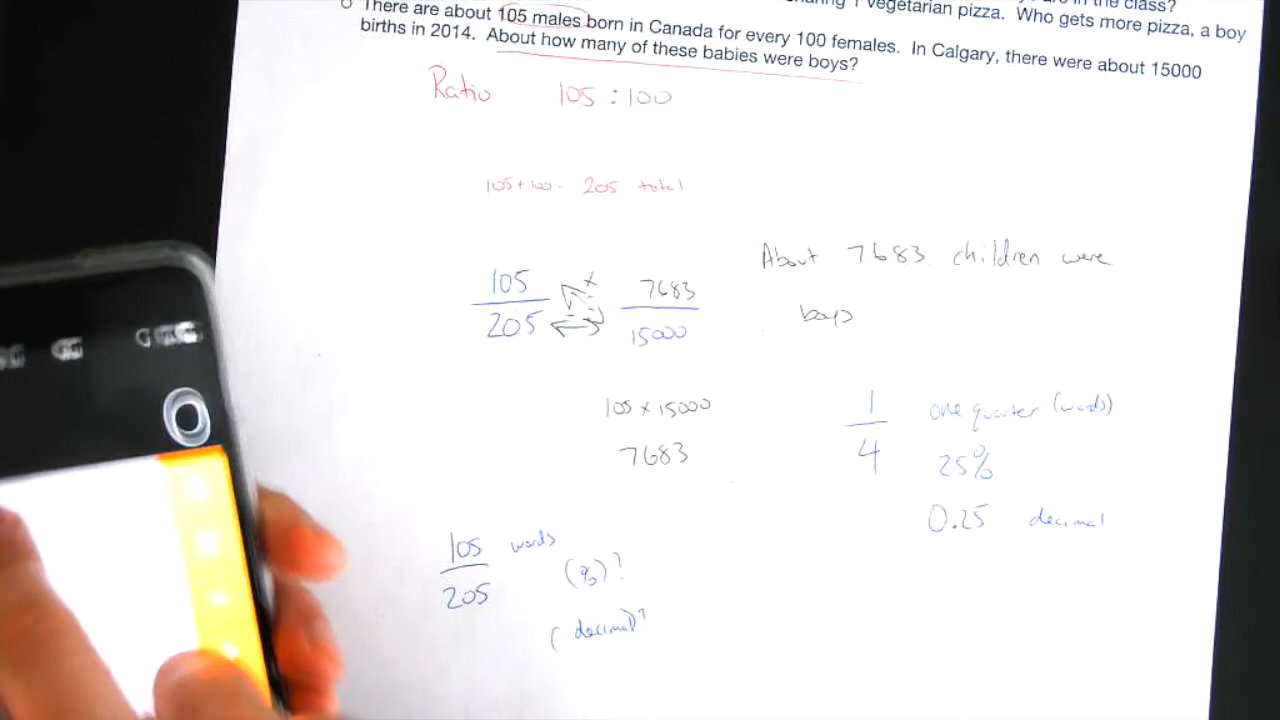 1 vegetarian pizza. Who gets more pizza, a boy
There are about 105 males born in Canada for every 100 females. In Calgary, there were about 15000
births in 2014. About how many of these babies were boys?
Ratio 105 : 100
105+100 = 205 total
105
205
x
7683
15000
About 7683 children were
boys
105 x 15000
7683
1
4
one quarter (words)
25%
0.25 decimal
105
205
words
(%)?
(decimal)?